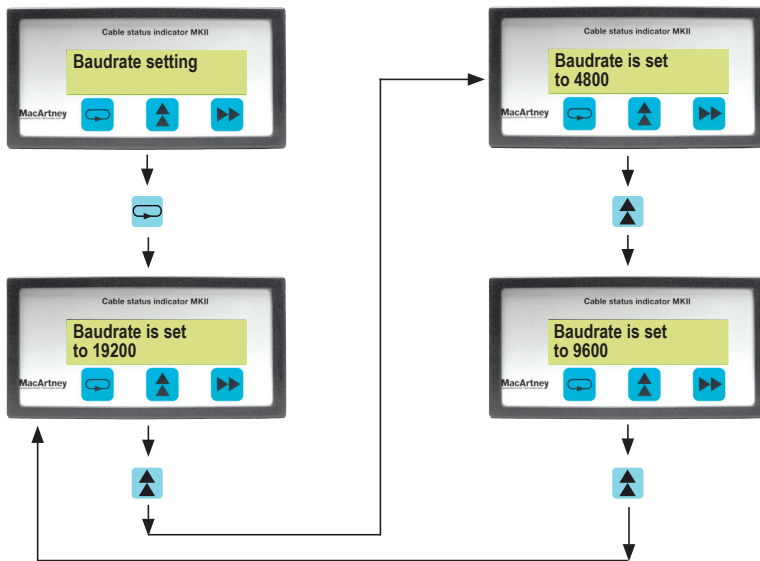 Cable status indicator MKII
Baudrate setting
MacArtney
Cable status indicator MKII
Baudrate is set
to 19200
MacArtney
Cable status indicator MKII
Baudrate is set
to 4800
MacArtney
Cable status indicator MKII
Baudrate is set
to 9600
MacArtney